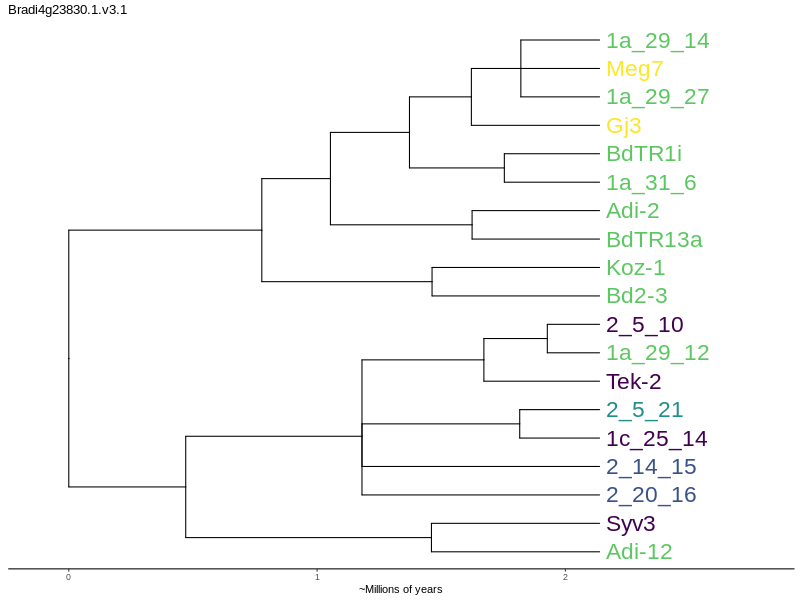 Bradi4g23830.1.v3.1
1a_29_14
Meg7
1a_29_27
Gj3
BdTR1i
1a_31_6
Adi-2
BdTR13a
Koz-1
Bd2-3
2_5_10
1a_29_12
Tek-2
2_5_21
1c_25_14
2_14_15
2_20_16
Syv3
Adi-12
0 1 2
~Millions of years